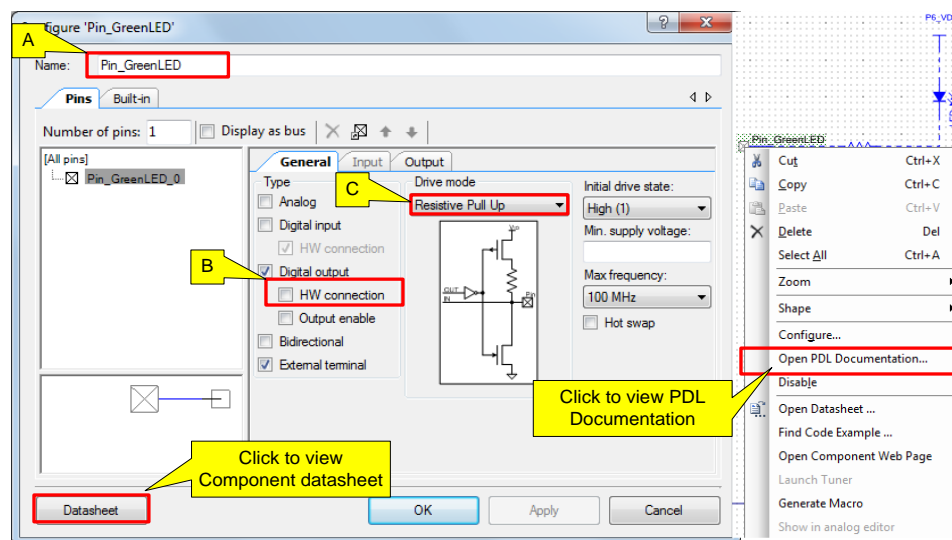 Configure 'Pin_GreenLED'
A
Name: Pin_GreenLED
Pins Built-in
Number of pins: 1 Display as bus
[All pins]
Pin_GreenLED_0
General Input Output
Type
Analog
Digital input
HW connection
Digital output
HW connection
Output enable
Bidirectional
External terminal
B
C
Drive mode
Resistive Pull Up
OUT
IN
Pin
Initial drive state:
High (1)
Min. supply voltage:
Max frequency:
100 MHz
Hot swap
Click to view
Component datasheet
Datasheet
OK
Apply
Cancel
Click to view PDL
Documentation
Pin_GreenLED
Cut Ctrl+X
Copy Ctrl+C
Paste Ctrl+V
Delete Del
Select All Ctrl+A
Zoom
Shape
Configure...
Open PDL Documentation...
Disable
Open Datasheet ...
Find Code Example ...
Open Component Web Page
Launch Tuner
Generate Macro
Show in analog editor